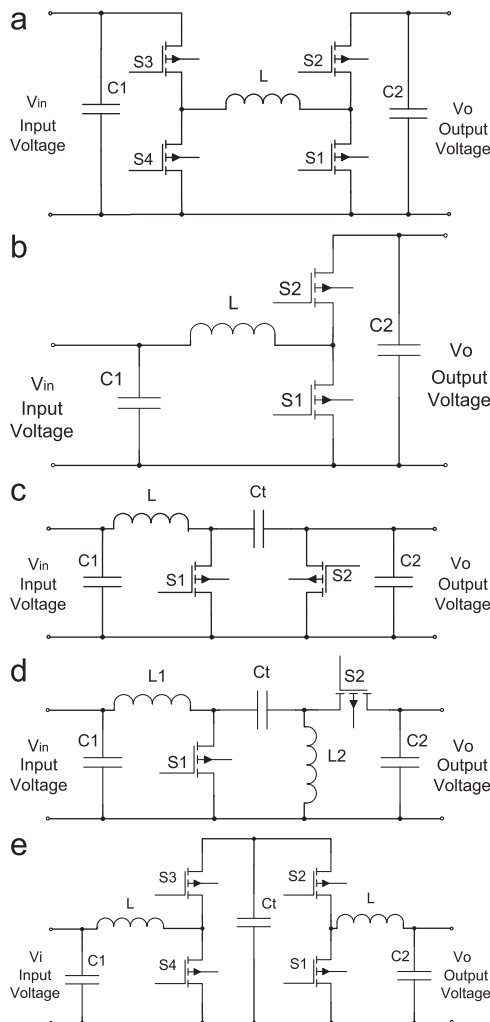 a
S3
S2
L
C1
C2
Vin
Input
Voltage
Vo
Output
Voltage
S4
S1
b
S2
L
C2
C1
Vin
Input
Voltage
Vo
Output
Voltage
S1
c
L
Ct
Vin
Input
Voltage
C1
S1
S2
C2
Vo
Output
Voltage
d
L1
Ct
S2
Vin
Input
Voltage
C1
S1
L2
C2
Vo
Output
Voltage
e
S3
S2
L
Ct
L
Vi
Input
Voltage
C1
S4
S1
C2
Vo
Output
Voltage